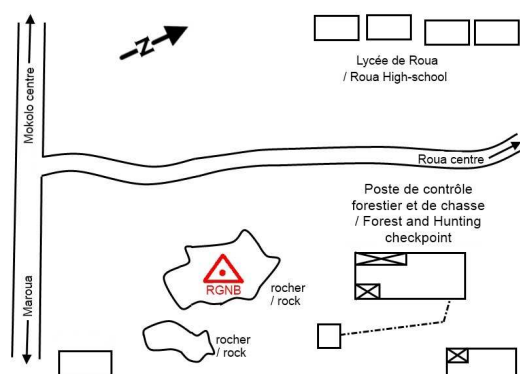 Mokolo centre
N
Lycée de Roua
/ Roua High-school
Roua centre
Poste de contrôle
forestier et de chasse
/ Forest and Hunting
checkpoint
RGNB
rocher
/ rock
Maroua
rocher
/ rock